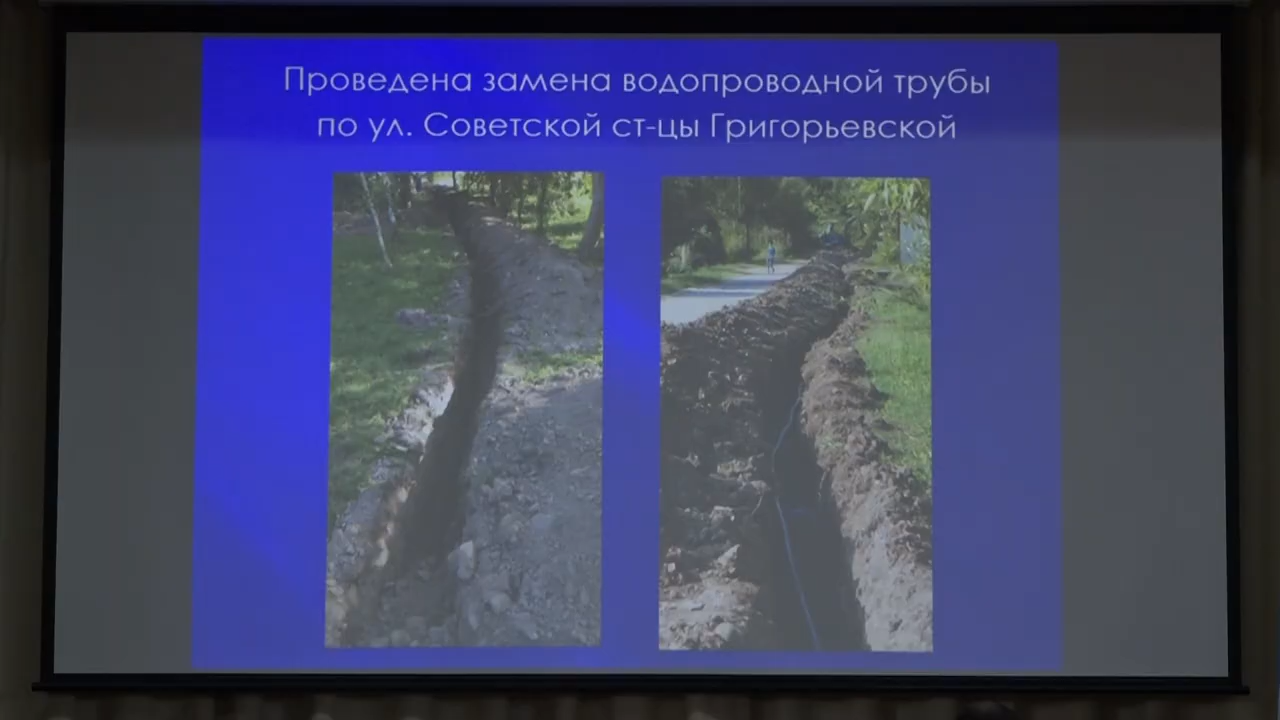 Проведена замена водопроводной трубы
по ул. Советской ст-цы Григорьевской